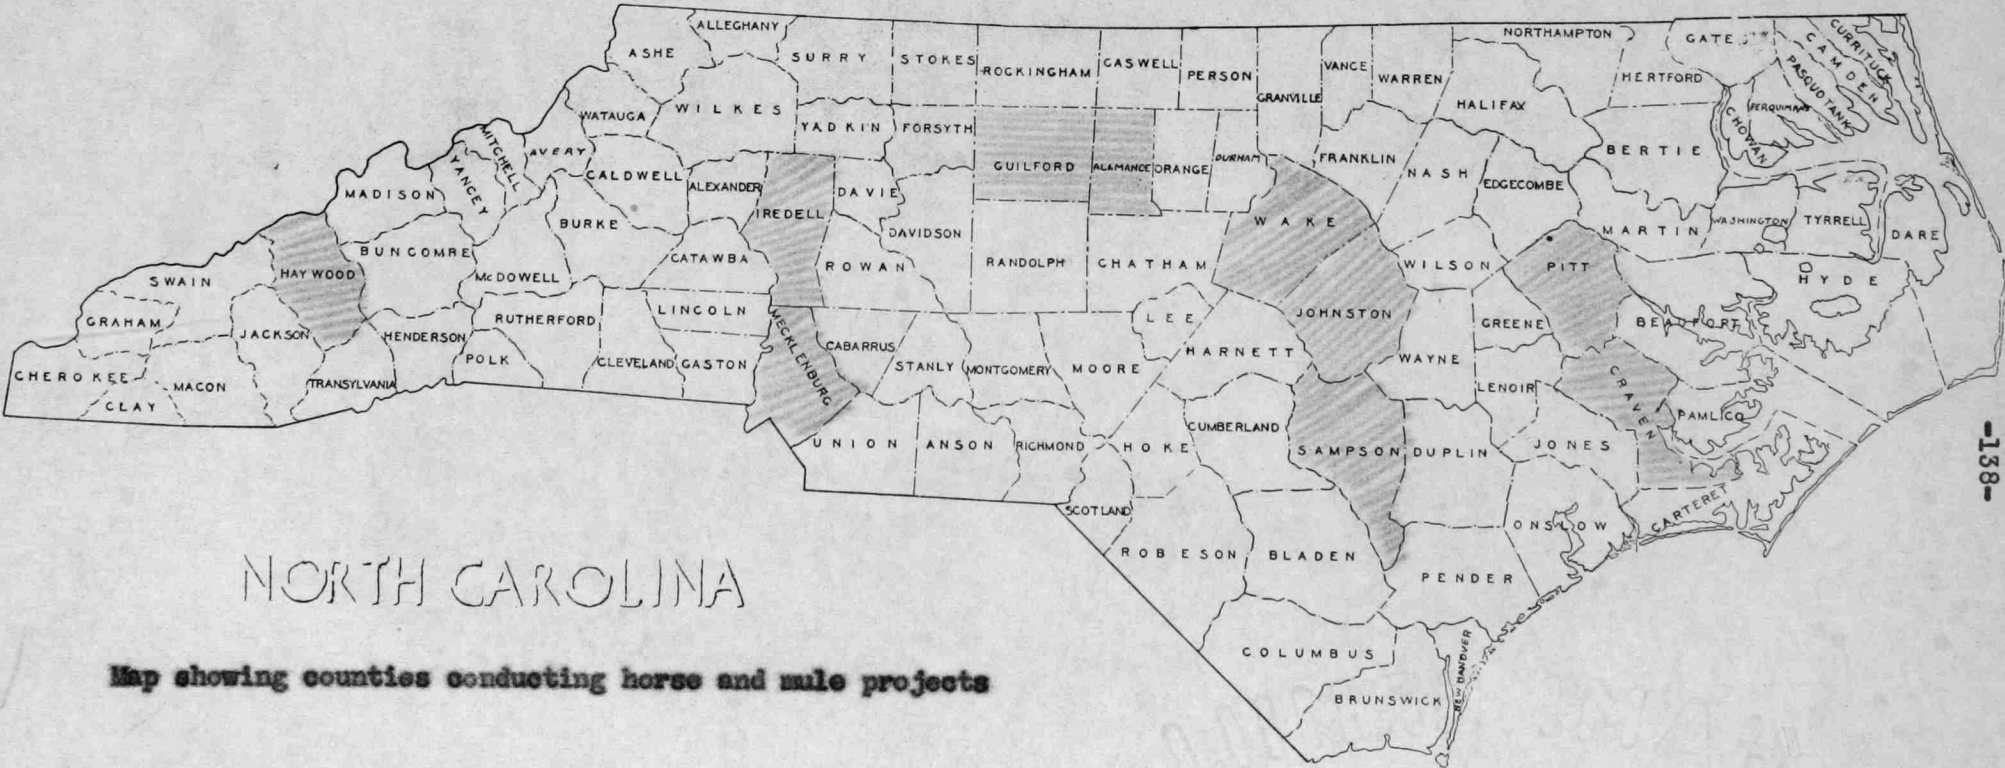 ALLEGHANY
ASHE
SURRY
STOKES
ROCKINGHAM
CASWELL
PERSON
GRANVILLE
VANCE
WARREN
NORTHAMPTON
GATES
HERTFORD
HALIFAX
CURRITUCK
CAMDEN
PASQUOTANK
PERQUIMANS
CHOWAN
WATAUGA
WILKES
YADKIN
FORSYTH
GUILFORD
ALAMANCE
ORANGE
DURHAM
FRANKLIN
NASH
EDGECOMBE
BERTIE
MITCHELL
AVERY
YANCEY
MADISON
CALDWELL
ALEXANDER
IREDELL
DAVIE
DAVIDSON
WAKE
MARTIN
WASHINGTON
TYRRELL
DARE
BURKE
BUNCOMBE
McDOWELL
CATAWBA
ROWAN
RANDOLPH
CHATHAM
WILSON
PITT
HYDE
SWAIN
HAYWOOD
GRAHAM
JACKSON
HENDERSON
RUTHERFORD
LINCOLN
MECKLENBURG
CABARRUS
LEE
JOHNSTON
GREENE
BEAUFORT
CHEROKEE
MACON
CLAY
TRANSYLVANIA
POLK
CLEVELAND
GASTON
STANLY
MONTGOMERY
MOORE
HARNETT
WAYNE
LENOIR
CRAVEN
PAMLICO
UNION
ANSON
RICHMOND
HOKE
CUMBERLAND
SAMPSON
DUPLIN
JONES
SCOTLAND
ROBESON
BLADEN
ONSLOW
CARTERET
PENDER
COLUMBUS
NEW HANOVER
BRUNSWICK
NORTH CAROLINA
Map showing counties conducting horse and mule projects
-138-